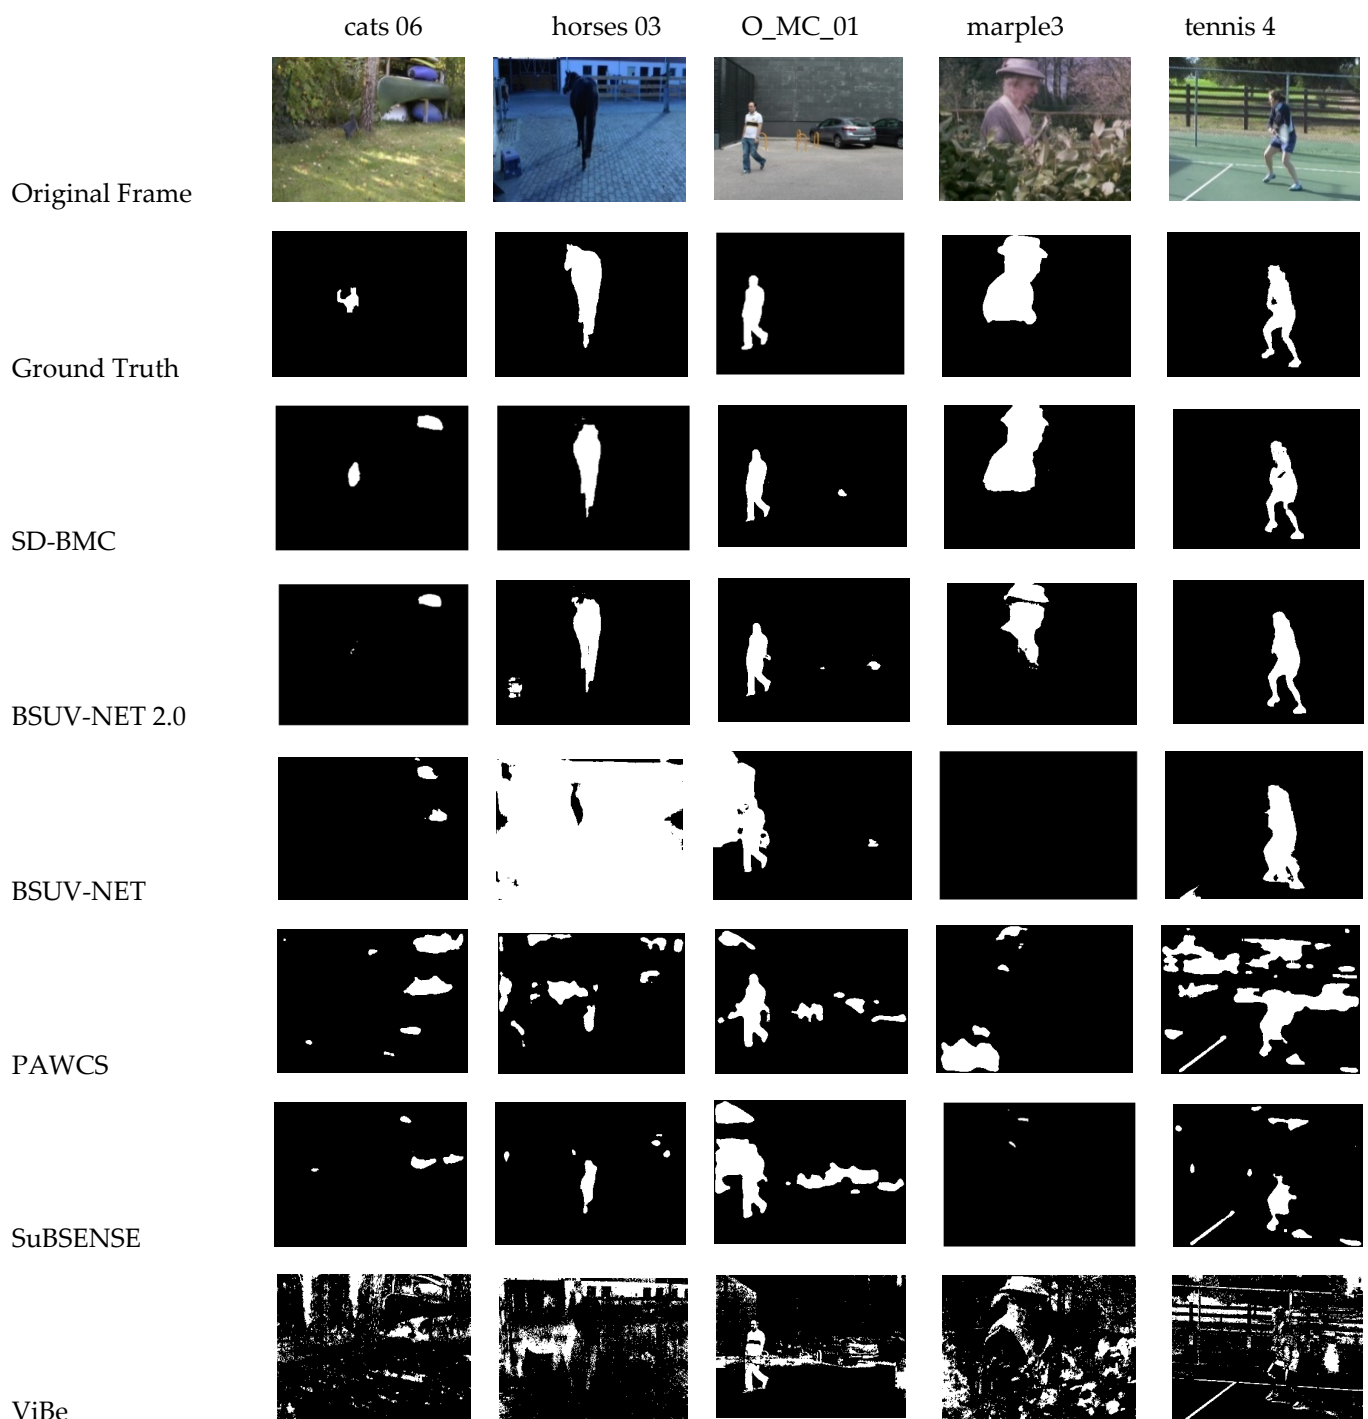 cats 06 horses 03 O_MC_01 marple3 tennis 4
Original Frame
Ground Truth
SD-BMC
BSUV-NET 2.0
BSUV-NET
PAWCS
SuBSENSE
ViBe